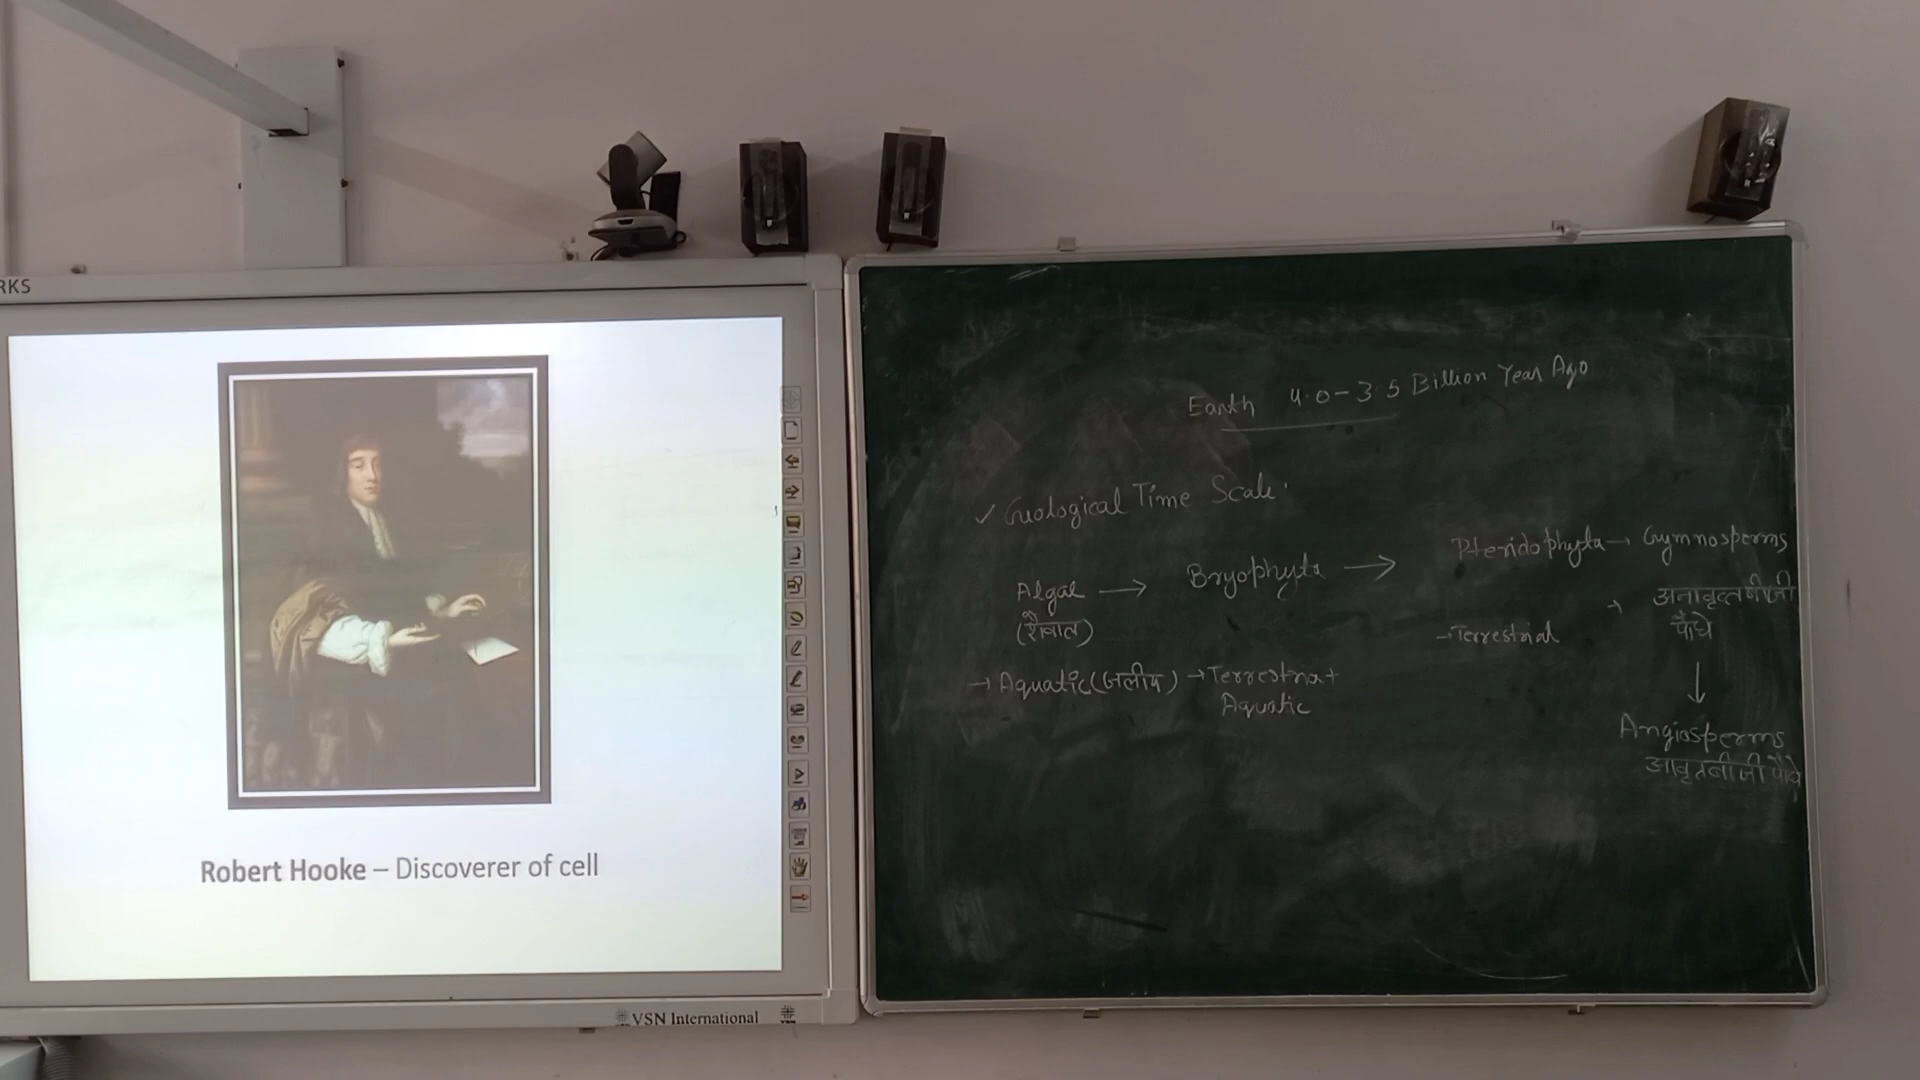 RKS
Robert Hooke – Discoverer of cell
VSN International
Earth 4.0-3.5 Billion Year Ago
✓ Geological Time Scale.
Algae → Bryophyta → Pteridophyta → Gymnosperms
(शैवाल)
→ अनावृत्तबीजी
पौधे
→ Terrestrial
→ Aquatic (जलीय) → Terrestrial +
Aquatic
↓
Angiosperms
आवृतबीजी पौधे